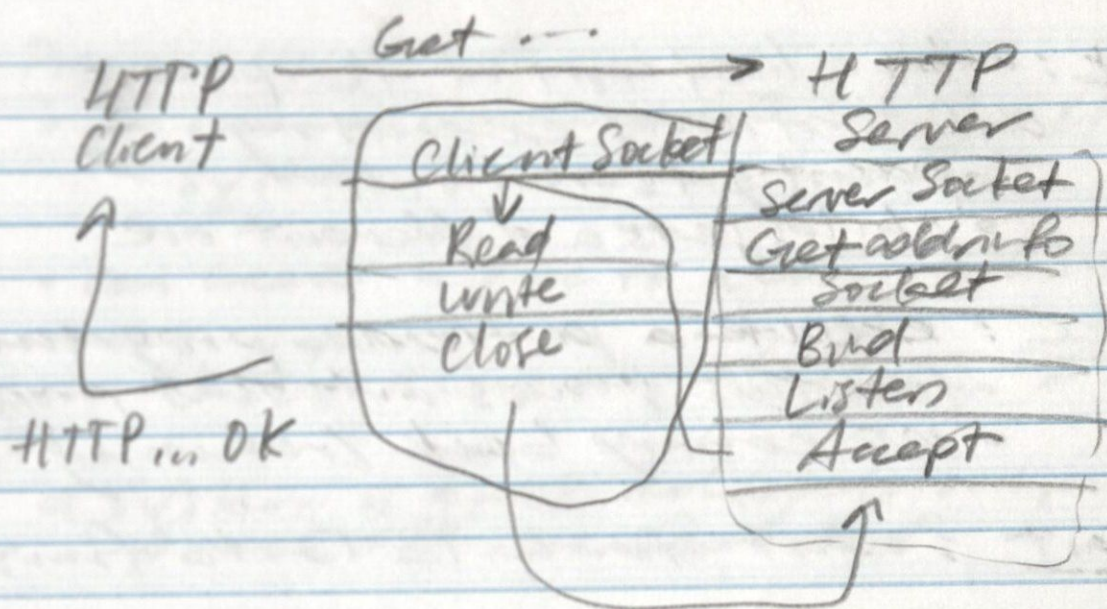 Get ....
HTTP
Client
HTTP
Server
Client Socket
Read
Write
Close
Server Socket
Getaddrinfo
Socket
Bind
Listen
Accept
HTTP... OK